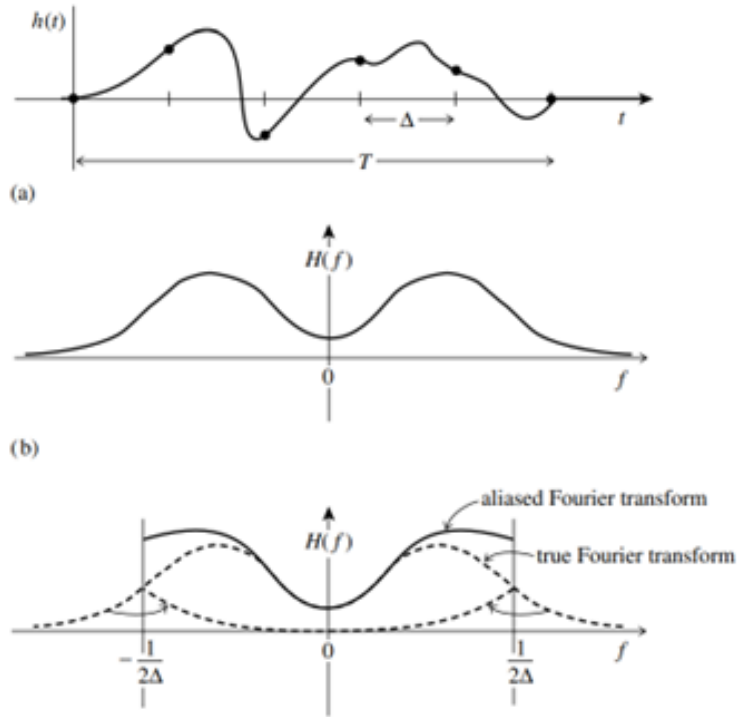 h(t)
Δ
t
T
(a)
H(f)
0
f
(b)
aliased Fourier transform
H(f)
true Fourier transform
0
f
− 1/2Δ
1/2Δ